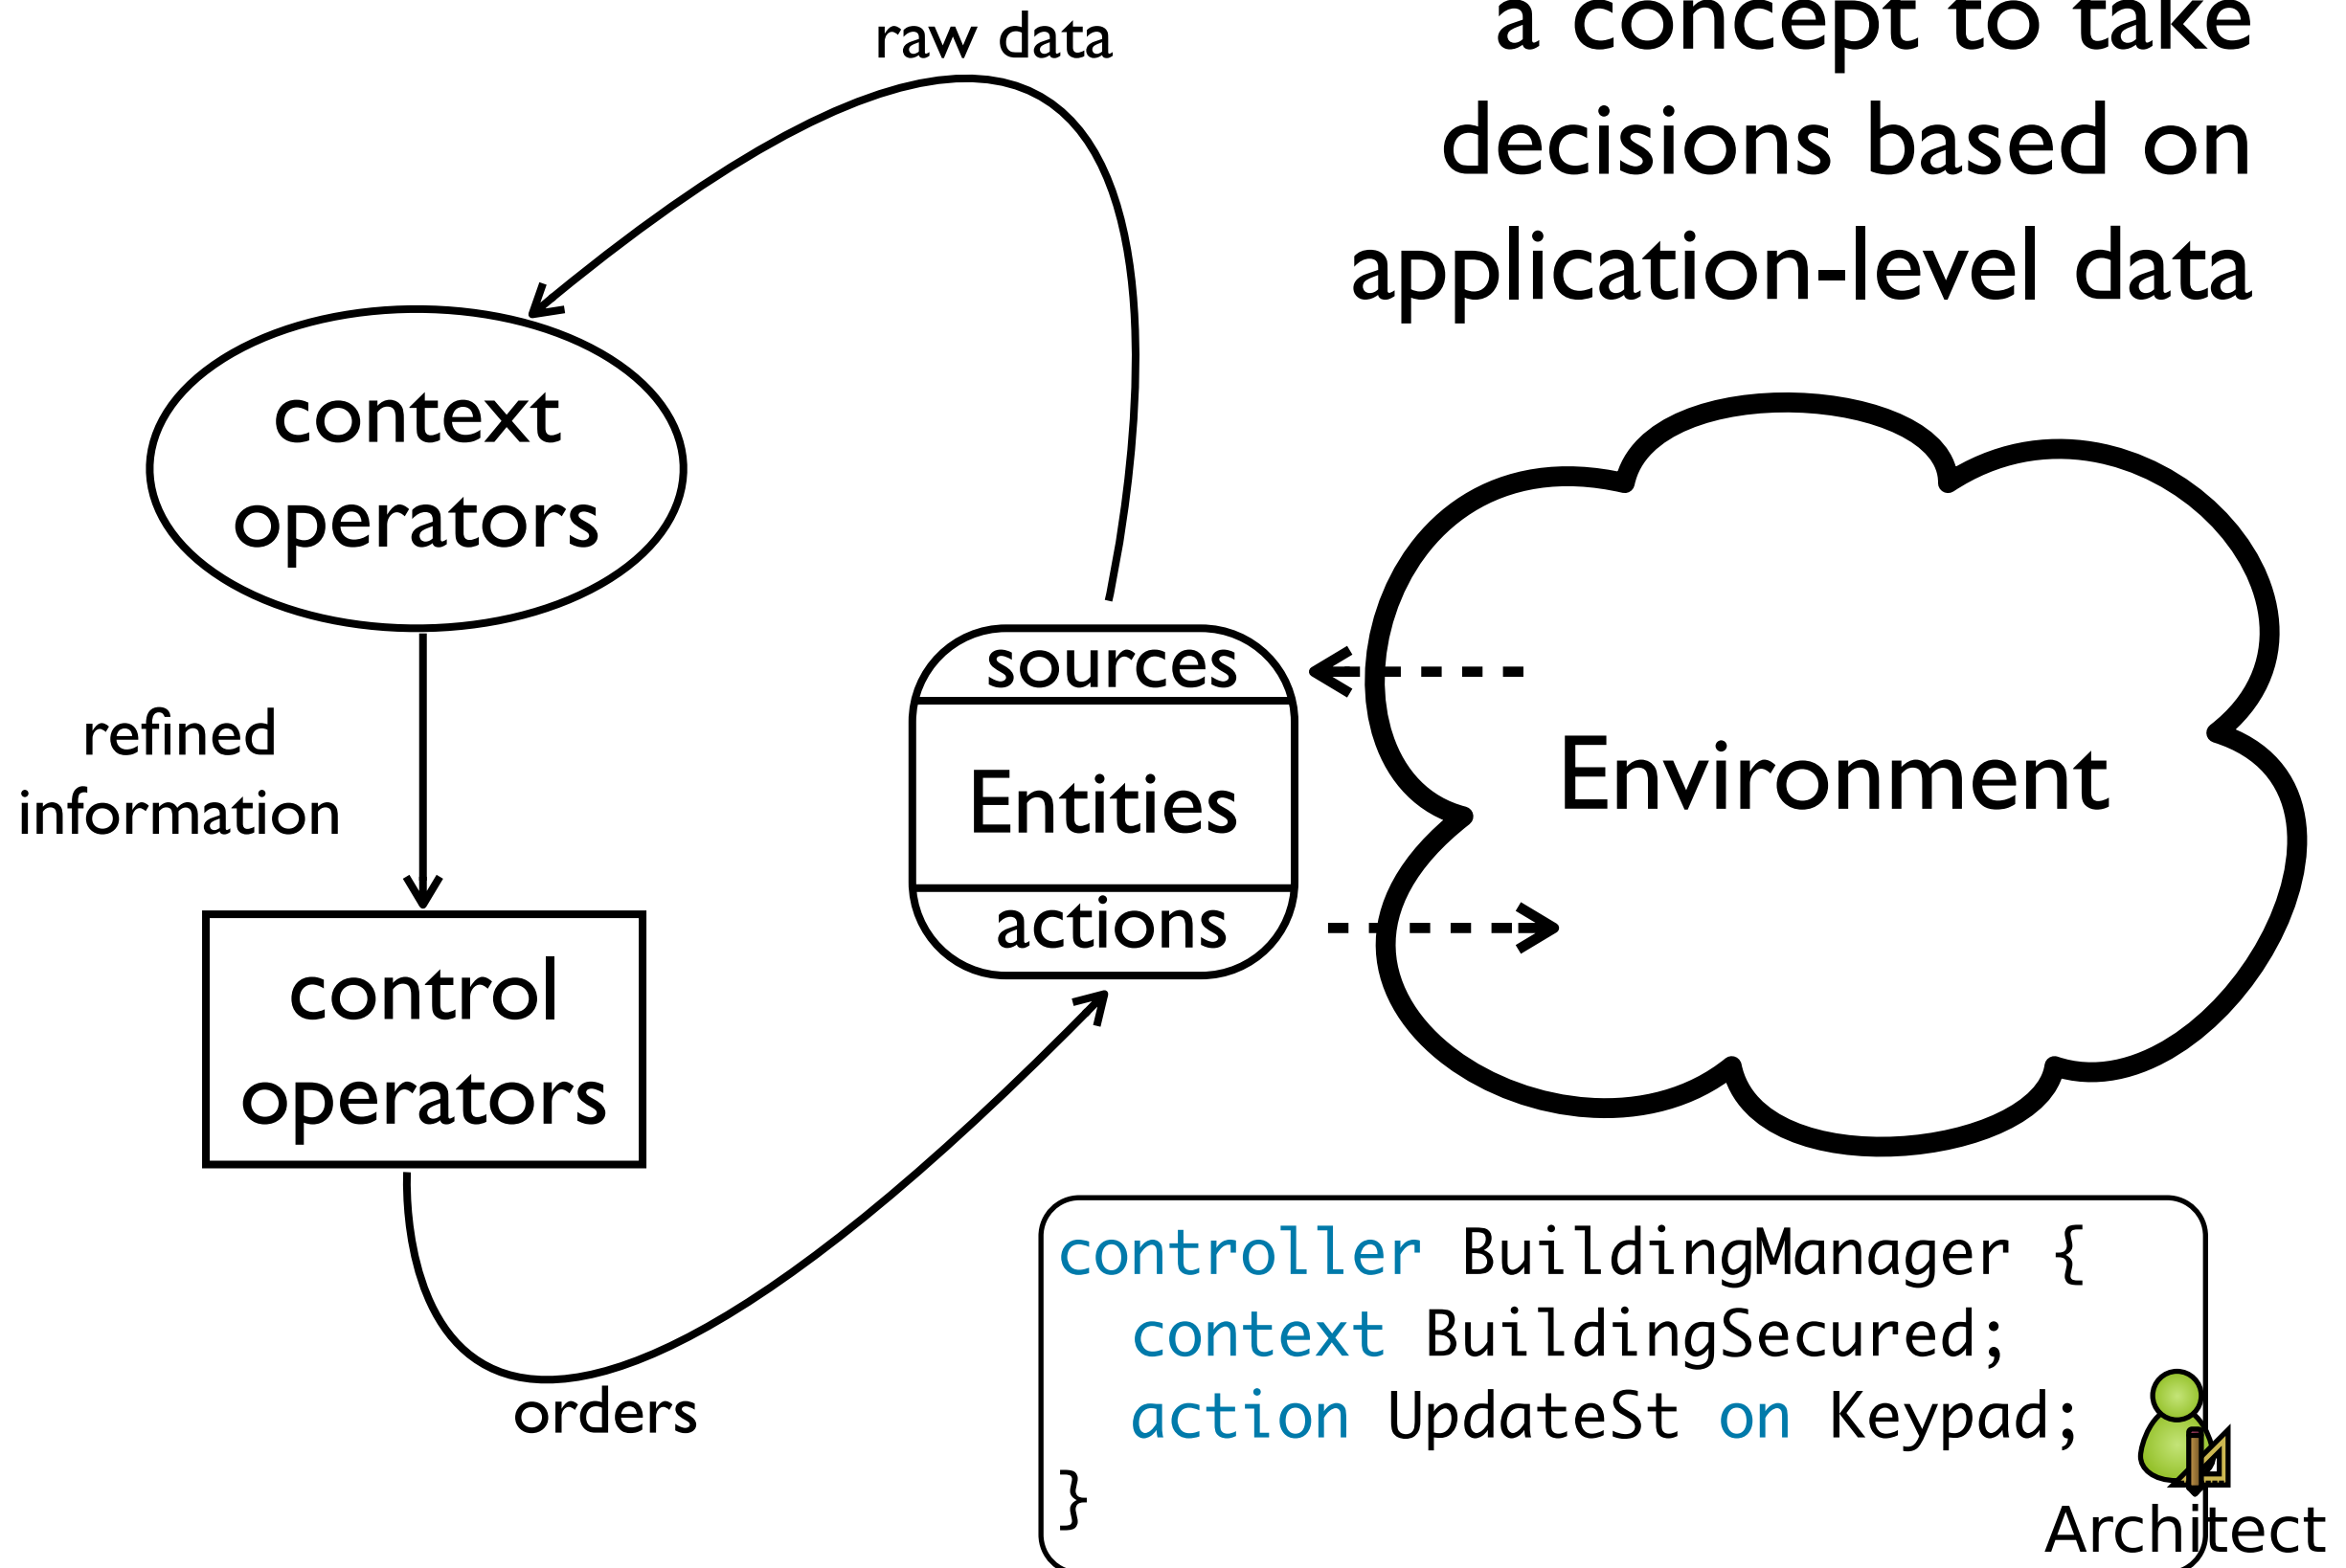 raw data
a concept to take
decisions based on
application-level data
context
operators
sources
refined
information
Entities
Environment
actions
control
operators
orders
controller BuildingManager {
context BuildingSecured;
action UpdateSt on Keypad;
}
Architect